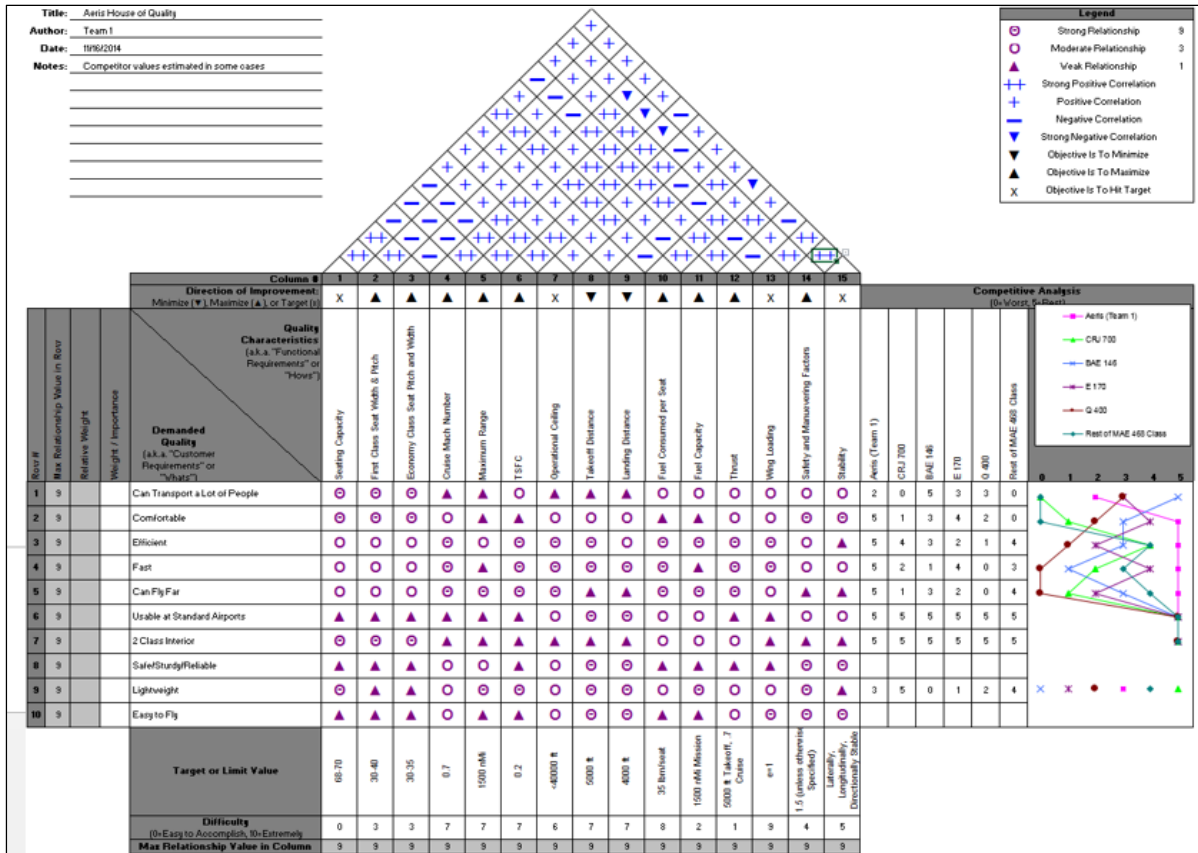 Title: Aeris House of Quality
Author: Team 1
Date: 11/16/2014
Notes: Competitor values estimated in some cases
Legend
Strong Relationship 9
Moderate Relationship 3
Weak Relationship 1
++ Strong Positive Correlation
+ Positive Correlation
Negative Correlation
▼ Strong Negative Correlation
▼ Objective Is To Minimize
▲ Objective Is To Maximize
x Objective Is To Hit Target
Column # 1 2 3 4 5 6 7 8 9 10 11 12 13 14 15
Direction of Improvement:
Minimize (▼), Maximize (▲), or Target (x)
x ▲ ▲ ▲ ▲ ▲ x ▼ ▼ ▲ ▲ ▲ x ▲ x
Competitive Analysis
(0=Worst, 5=Best)
Row #
Max Relationship Value in Row
Relative Weight
Weight / Importance
Quality
Characteristics
(a.k.a. "Functional
Requirements" or
"Hows")
Demanded
Quality
(a.k.a. "Customer
Requirements" or
"Whats")
Seating Capacity
First Class Seat Width & Pitch
Economy Class Seat Pitch and Width
Cruise Mach Number
Maximum Range
TSFC
Operational Ceiling
Takeoff Distance
Landing Distance
Fuel Consumed per Seat
Fuel Capacity
Thrust
Wing Loading
Safety and Manuevering Factors
Stability
Aeris (Team 1)
CRJ 700
BAE 146
E 170
Q 400
Rest of MAE 468 Class
Aeris (Team 1)
CRJ 700
BAE 146
E 170
Q 400
Rest of MAE 468 Class
0 1 2 3 4 5
1 9 Can Transport a Lot of People 2 0 5 3 3 0
2 9 Comfortable 5 1 3 4 2 0
3 9 Efficient 5 4 3 2 1 4
4 9 Fast 5 2 1 4 0 3
5 9 Can Fly Far 5 1 3 2 0 4
6 9 Usable at Standard Airports 5 5 5 5 5 5
7 9 2 Class Interior 5 5 5 5 5 5
8 9 Safe/Sturdy/Reliable
9 9 Lightweight 3 5 0 1 2 4
10 9 Easy to Fly
Target or Limit Value
68-70
30-40
30-35
0.7
1500 nMi
0.2
<40000 ft
5000 ft
4000 ft
35 lbm/seat
1500 nMi Mission
5000 ft Takeoff, .7
Cruise
e=1
1.5 (unless otherwise
Specified)
Laterally,
Longitudinally,
Directionally Stable
Difficulty
(0=Easy to Accomplish, 10=Extremely
0 3 3 7 7 7 6 7 7 8 2 1 9 4 5
Max Relationship Value in Column 9 9 9 9 9 9 9 9 9 9 9 9 9 9 9